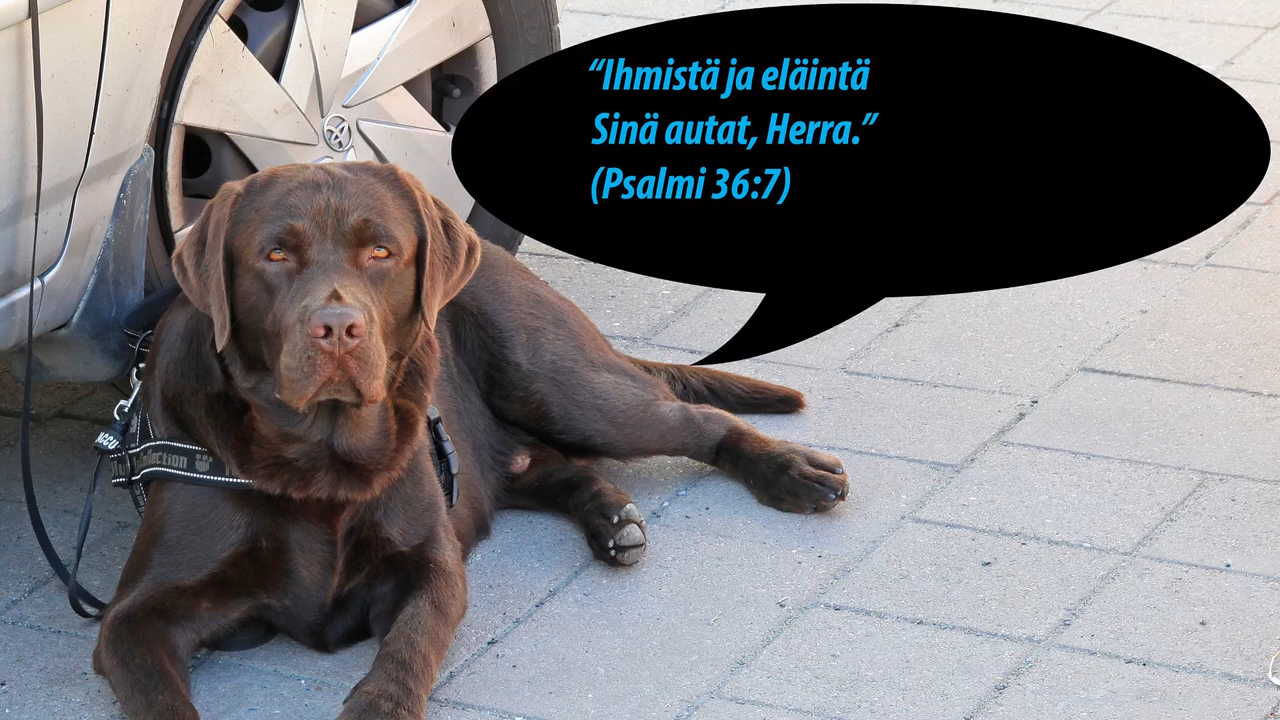 “Ihmistä ja eläintä
Sinä autat, Herra.”
(Psalmi 36:7)